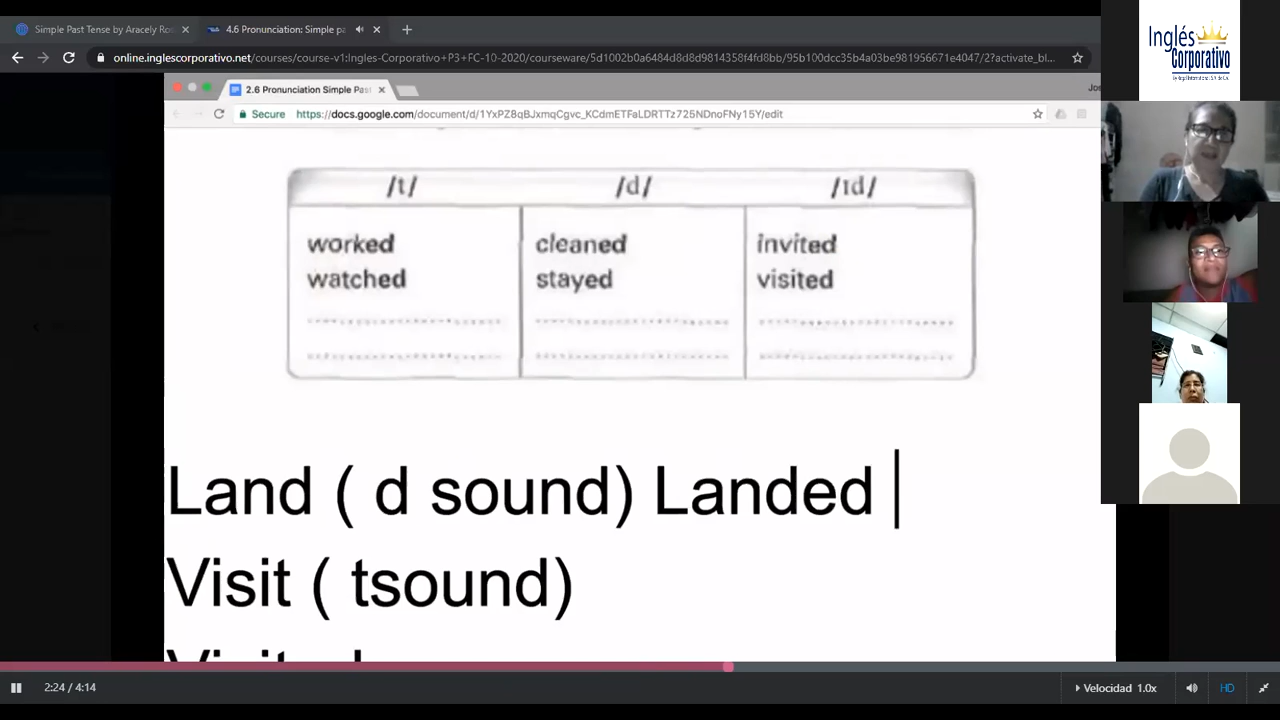 Simple Past Tense by Aracely Ros
4.6 Pronunciation: Simple pa
online.inglescorporativo.net/courses/course-v1:Ingles-Corporativo+P3+FC-10-2020/courseware/5d1002b0a6484d8d8d9814358f4fd8bb/95b100dcc35b4a03be981956671e4047/2?activate_bl...
2.6 Pronunciation Simple Past
Secure https://docs.google.com/document/d/1YxPZ8qBJxmqCgvc_KCdmETFaLDRTTz725NDnoFNy15Y/edit
/t/ /d/ /ɪd/
worked cleaned invited
watched stayed visited
Land ( d sound) Landed
Visit ( tsound)
2:24 / 4:14
Velocidad 1.0x
HD
Inglés
Corporativo